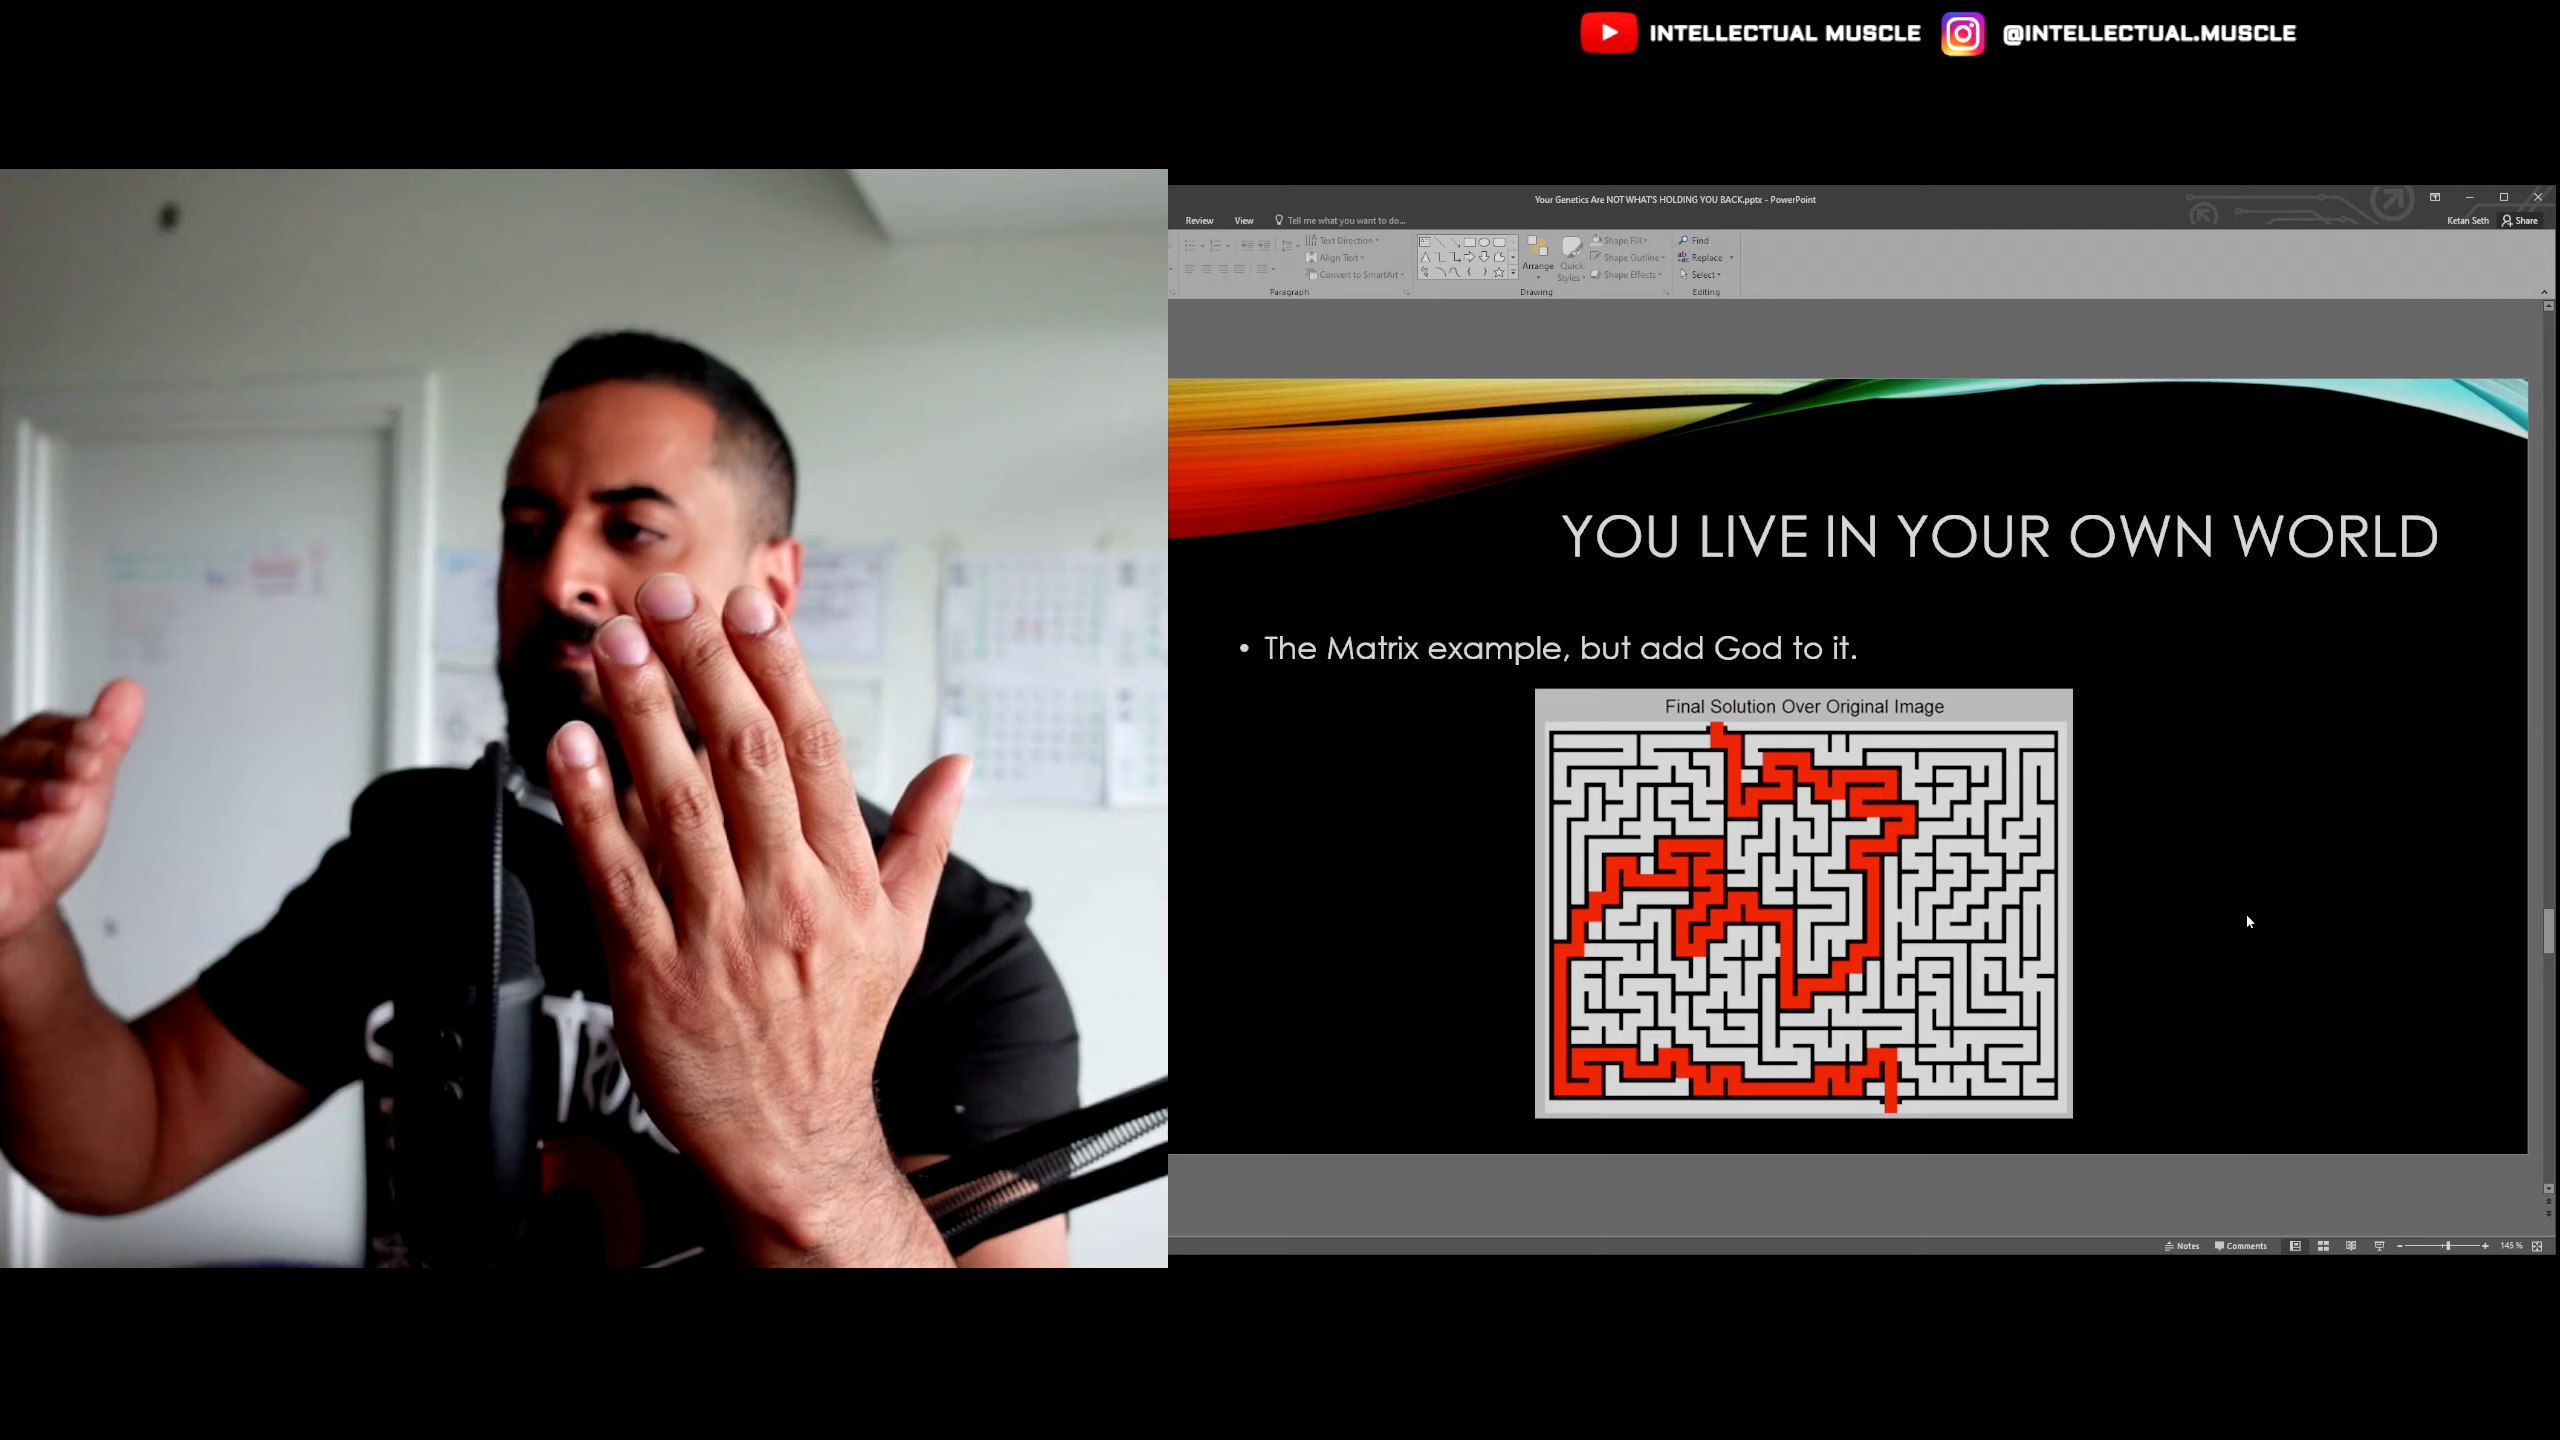 INTELLECTUAL MUSCLE @INTELLECTUAL.MUSCLE
Your Genetics Are NOT WHAT'S HOLDING YOU BACK.pptx - PowerPoint
Review View Tell me what you want to do...
Ketan Seth Share
Text Direction
Align Text
Convert to SmartArt
Paragraph
Arrange
Quick Styles
Shape Fill
Shape Outline
Shape Effects
Drawing
Find
Replace
Select
Editing
YOU LIVE IN YOUR OWN WORLD
• The Matrix example, but add God to it.
Final Solution Over Original Image
Notes Comments 145 %